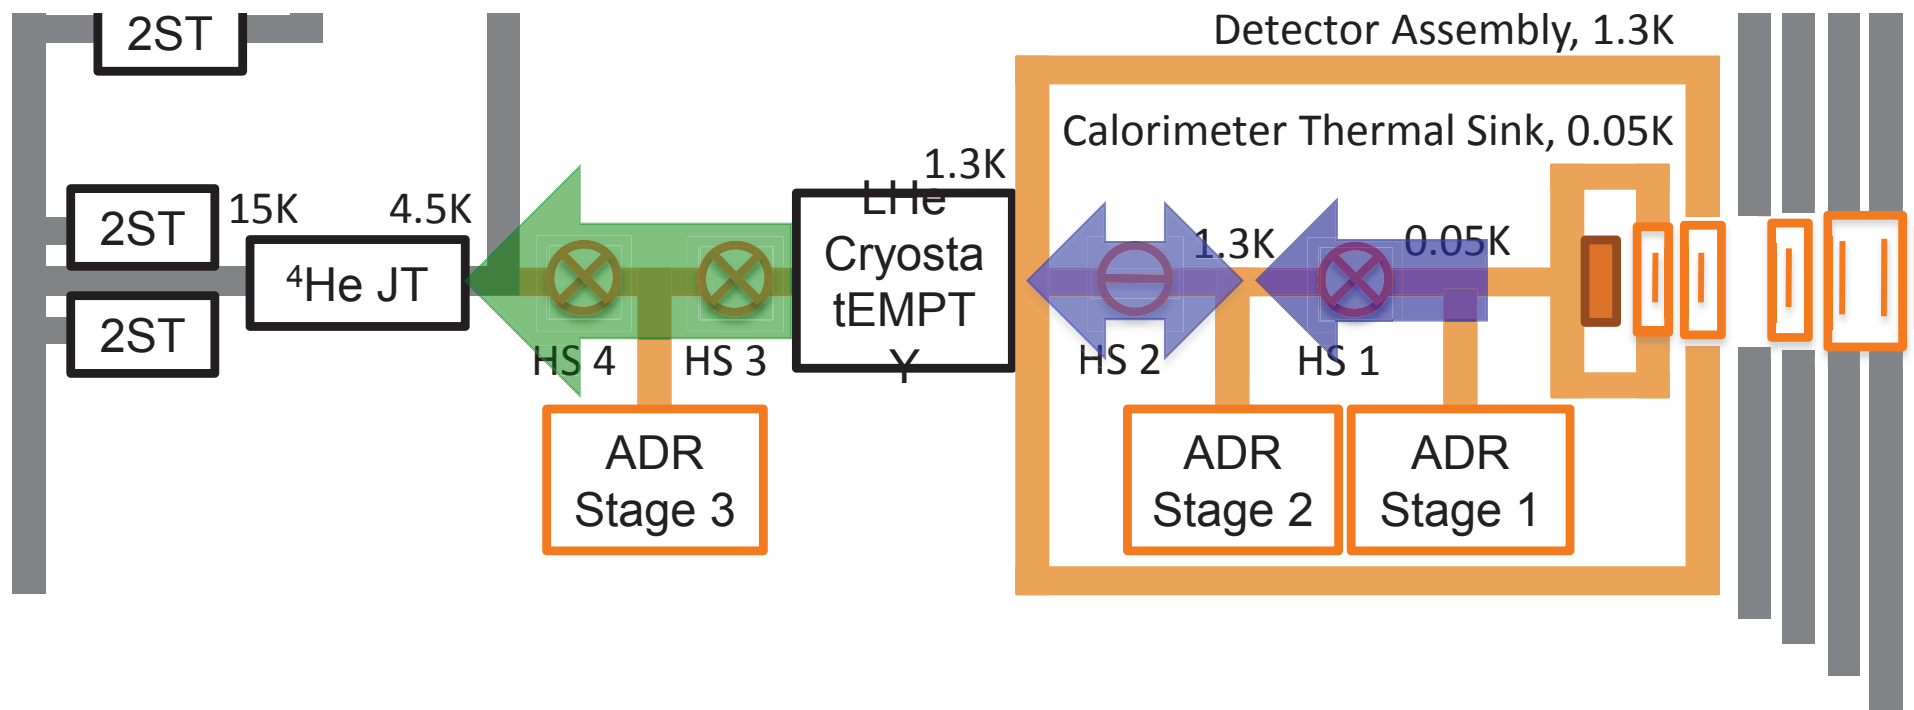 2ST
Detector Assembly, 1.3K
Calorimeter Thermal Sink, 0.05K
1.3K
2ST
15K
4.5K
LHe
Cryosta
tEMPT
Y
1.3K
0.05K
⁴He JT
2ST
HS 4
HS 3
HS 2
HS 1
ADR
Stage 3
ADR
Stage 2
ADR
Stage 1